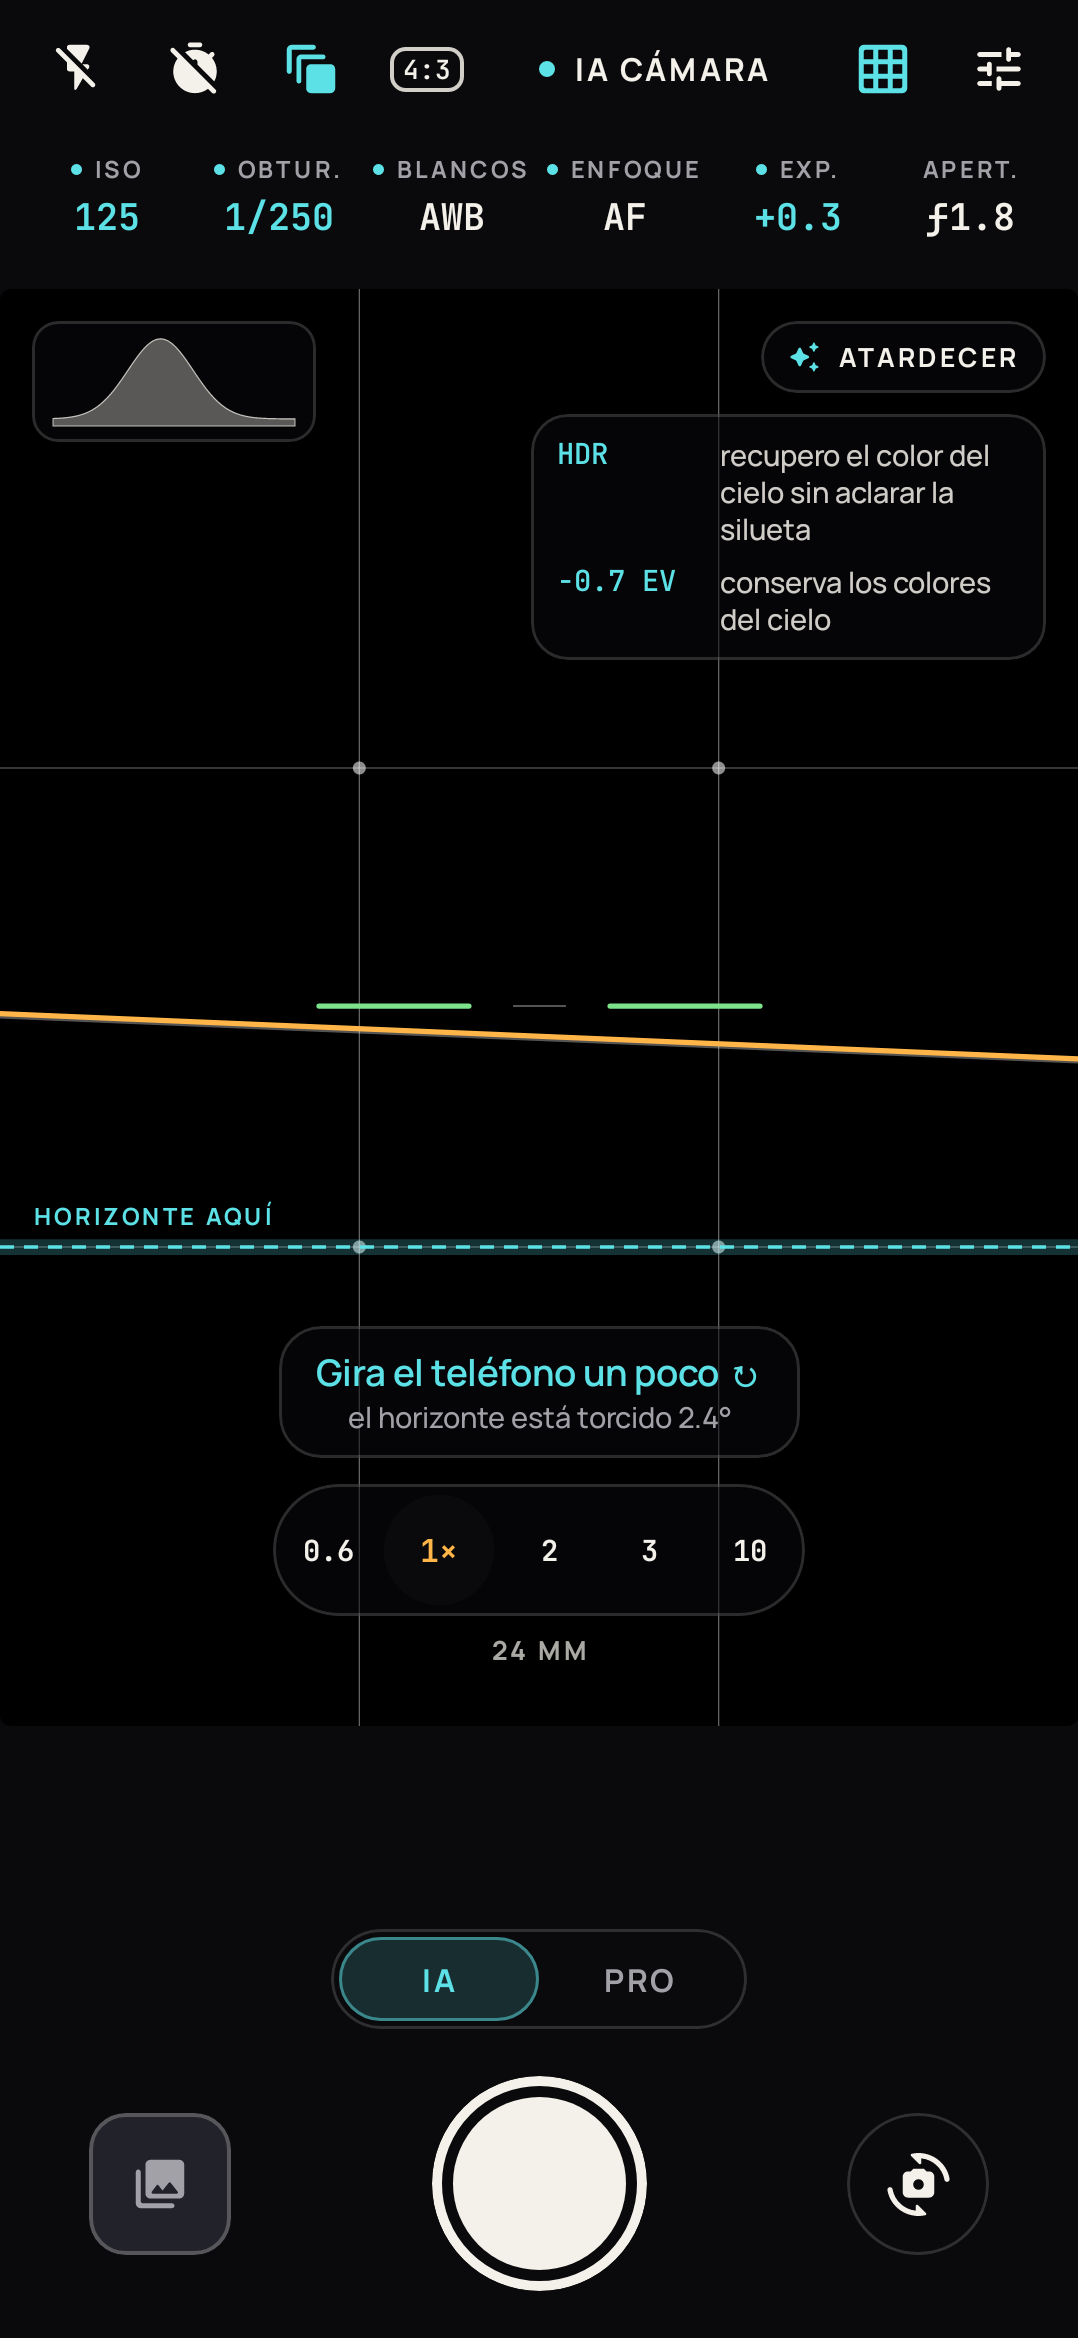 4:3
IA CÁMARA
ISO OBTUR. BLANCOS ENFOQUE EXP. APERT.
125 1/250 AWB AF +0.3 ƒ1.8
ATARDECER
HDR recupero el color del
cielo sin aclarar la
silueta
-0.7 EV conserva los colores
del cielo
HORIZONTE AQUÍ
Gira el teléfono un poco ↻
el horizonte está torcido 2.4°
0.6 1× 2 3 10
24 MM
IA PRO